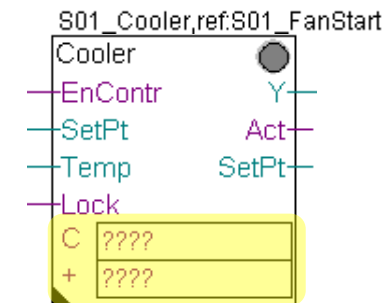 S01_Cooler,ref:S01_FanStart
Cooler
EnContr Y
SetPt Act
Temp SetPt
Lock
C ????
+ ????